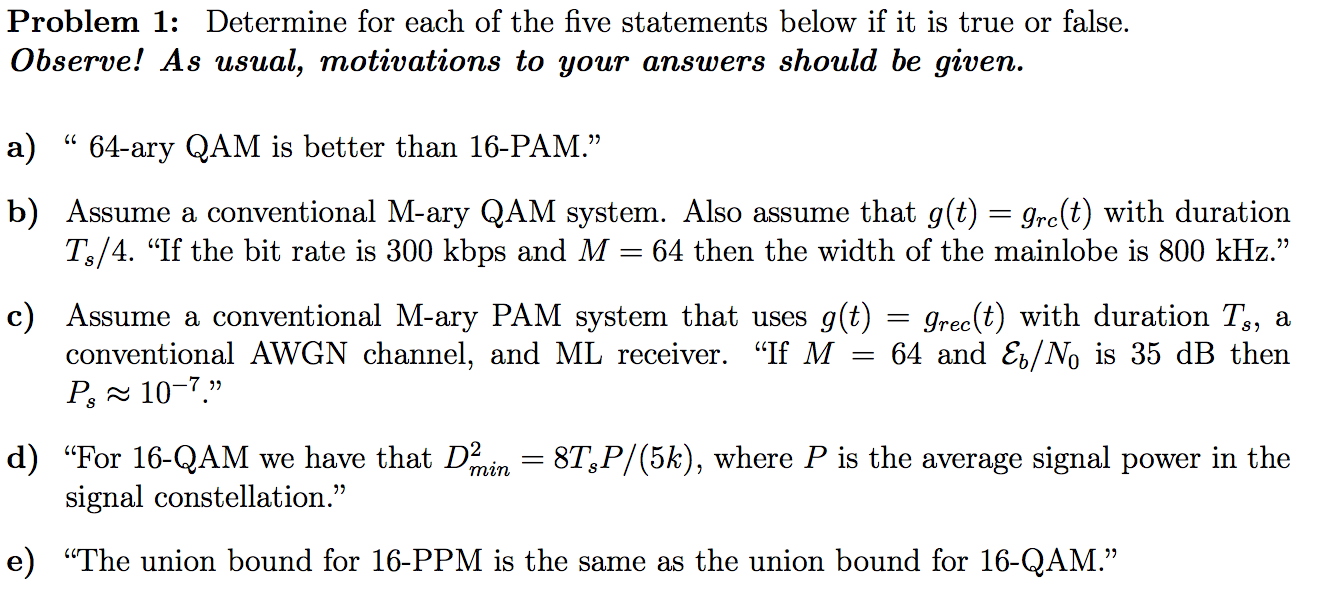 Problem 1: Determine for each of the five statements below if it is true or false.
Observe! As usual, motivations to your answers should be given.
a) “ 64-ary QAM is better than 16-PAM.”
b) Assume a conventional M-ary QAM system. Also assume that g(t) = g_{rc}(t) with duration
T_s/4. “If the bit rate is 300 kbps and M = 64 then the width of the mainlobe is 800 kHz.”
c) Assume a conventional M-ary PAM system that uses g(t) = g_{rec}(t) with duration T_s, a
conventional AWGN channel, and ML receiver. “If M = 64 and ℰ_b/N_0 is 35 dB then
P_s ≈ 10^{-7}.”
d) “For 16-QAM we have that D^2_{min} = 8T_sP/(5k), where P is the average signal power in the
signal constellation.”
e) “The union bound for 16-PPM is the same as the union bound for 16-QAM.”